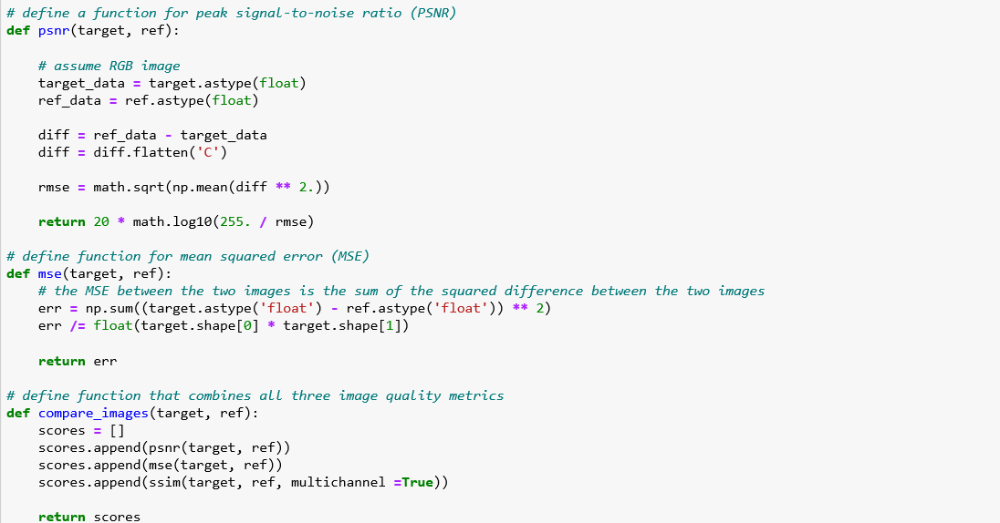 # define a function for peak signal-to-noise ratio (PSNR)
def psnr(target, ref):
    # assume RGB image
    target_data = target.astype(float)
    ref_data = ref.astype(float)
    diff = ref_data - target_data
    diff = diff.flatten('C')
    rmse = math.sqrt(np.mean(diff ** 2.))
    return 20 * math.log10(255. / rmse)
# define function for mean squared error (MSE)
def mse(target, ref):
    # the MSE between the two images is the sum of the squared difference between the two images
    err = np.sum((target.astype('float') - ref.astype('float')) ** 2)
    err /= float(target.shape[0] * target.shape[1])
    return err
# define function that combines all three image quality metrics
def compare_images(target, ref):
    scores = []
    scores.append(psnr(target, ref))
    scores.append(mse(target, ref))
    scores.append(ssim(target, ref, multichannel =True))
    return scores